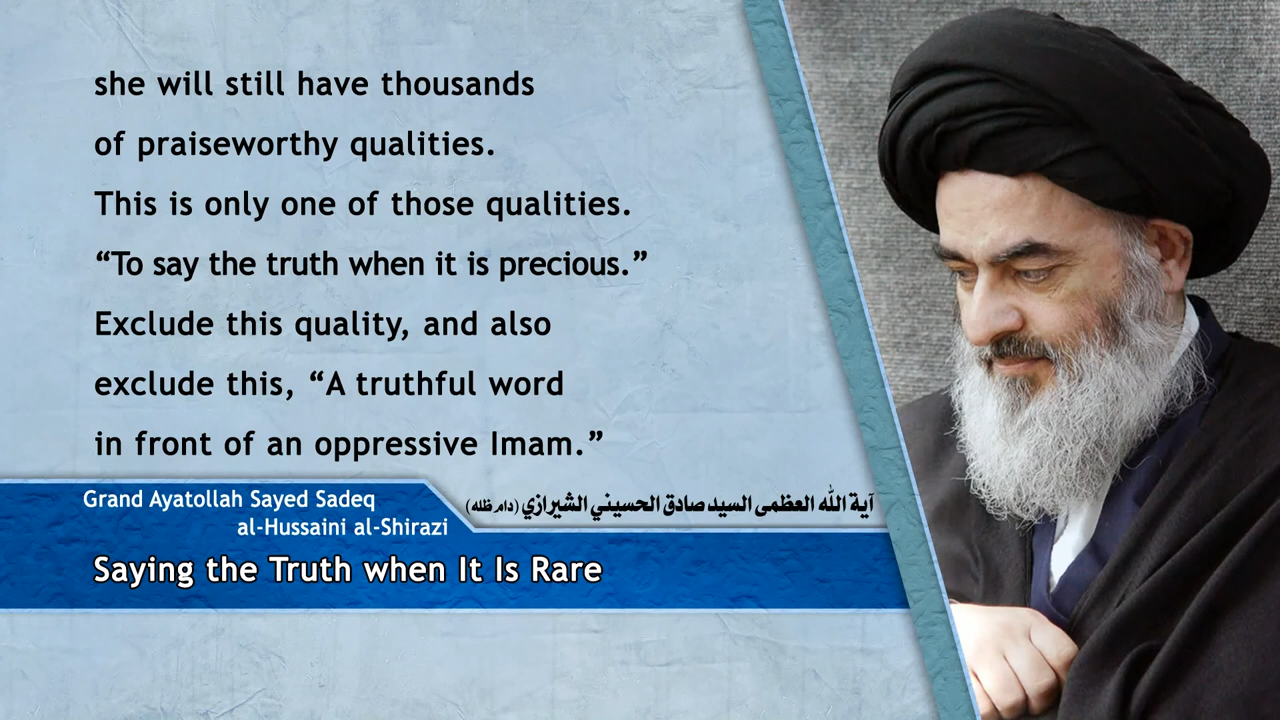 she will still have thousands
of praiseworthy qualities.
This is only one of those qualities.
“To say the truth when it is precious.”
Exclude this quality, and also
exclude this, “A truthful word
in front of an oppressive Imam.”
Grand Ayatollah Sayed Sadeq
al-Hussaini al-Shirazi
آية الله العظمى السيد صادق الحسيني الشيرازي (دام ظله)
Saying the Truth when It Is Rare